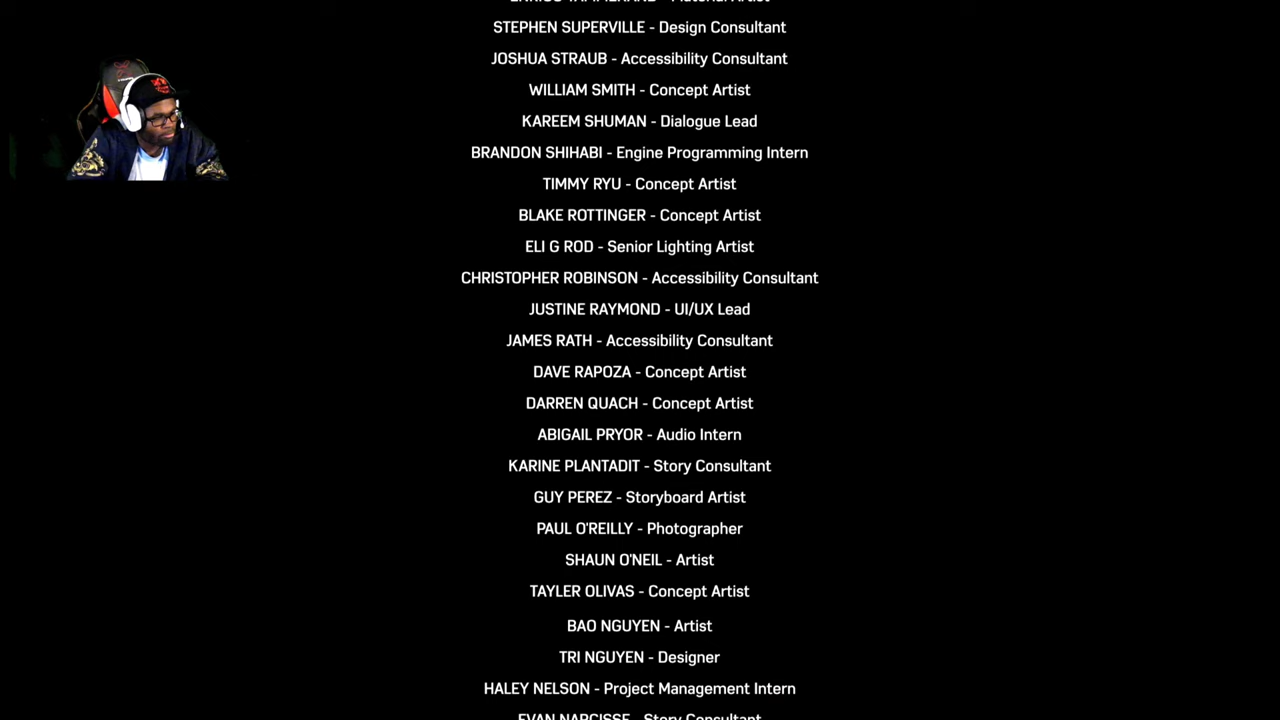 STEPHEN SUPERVILLE - Design Consultant
JOSHUA STRAUB - Accessibility Consultant
WILLIAM SMITH - Concept Artist
KAREEM SHUMAN - Dialogue Lead
BRANDON SHIHABI - Engine Programming Intern
TIMMY RYU - Concept Artist
BLAKE ROTTINGER - Concept Artist
ELI G ROD - Senior Lighting Artist
CHRISTOPHER ROBINSON - Accessibility Consultant
JUSTINE RAYMOND - UI/UX Lead
JAMES RATH - Accessibility Consultant
DAVE RAPOZA - Concept Artist
DARREN QUACH - Concept Artist
ABIGAIL PRYOR - Audio Intern
KARINE PLANTADIT - Story Consultant
GUY PEREZ - Storyboard Artist
PAUL O'REILLY - Photographer
SHAUN O'NEIL - Artist
TAYLER OLIVAS - Concept Artist
BAO NGUYEN - Artist
TRI NGUYEN - Designer
HALEY NELSON - Project Management Intern
EVAN NARCISSE - Story Consultant